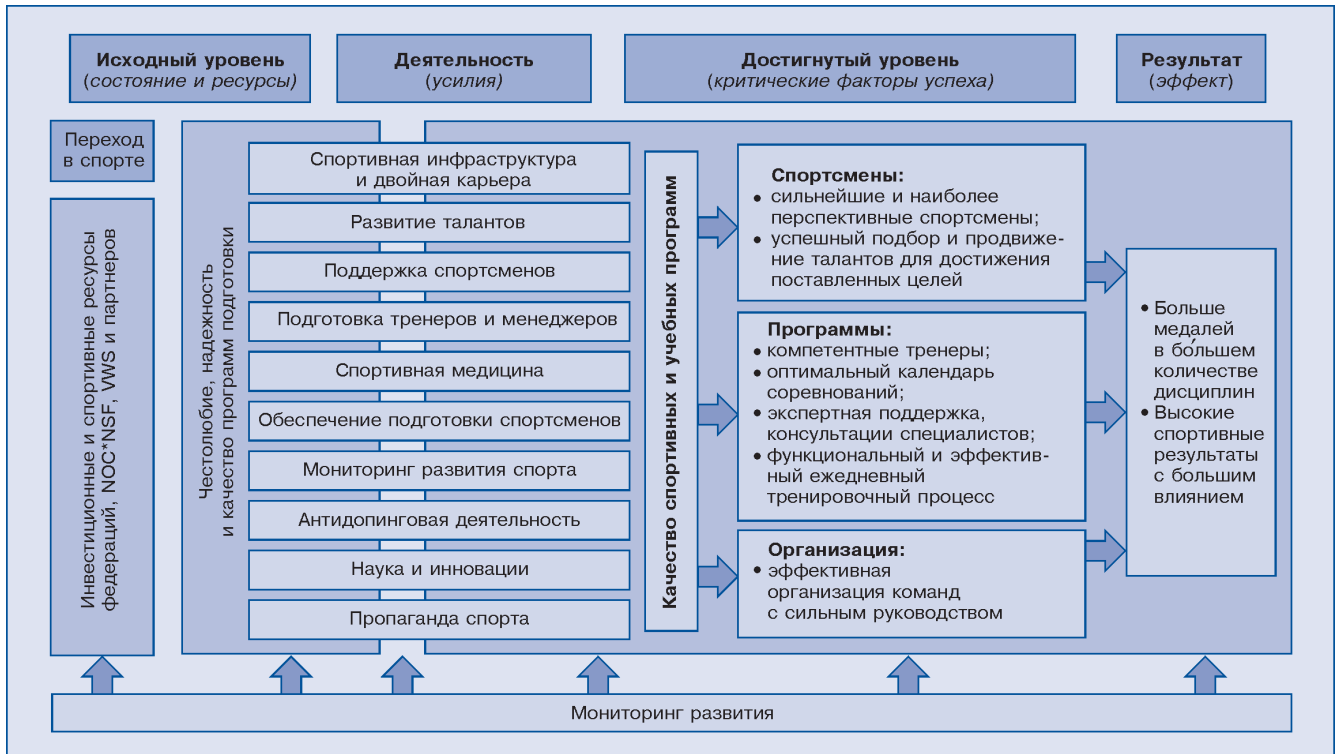 Исходный уровень
(состояние и ресурсы)
Деятельность
(усилия)
Достигнутый уровень
(критические факторы успеха)
Результат
(эффект)
Переход
в спорте
Инвестиционные и спортивные ресурсы
федераций, NOC*NSF, VWS и партнеров
Честолюбие, надежность
и качество программ подготовки
Спортивная инфраструктура
и двойная карьера
Развитие талантов
Поддержка спортсменов
Подготовка тренеров и менеджеров
Спортивная медицина
Обеспечение подготовки спортсменов
Мониторинг развития спорта
Антидопинговая деятельность
Наука и инновации
Пропаганда спорта
Качество спортивных и учебных программ
Спортсмены:
• сильнейшие и наиболее
перспективные спортсмены;
• успешный подбор и продвиже-
ние талантов для достижения
поставленных целей
Программы:
• компетентные тренеры;
• оптимальный календарь
соревнований;
• экспертная поддержка,
консультации специалистов;
• функциональный и эффектив-
ный ежедневный
тренировочный процесс
Организация:
• эффективная
организация команд
с сильным руководством
• Больше
медалей
в бо́льшем
количестве
дисциплин
• Высокие
спортивные
результаты
с большим
влиянием
Мониторинг развития